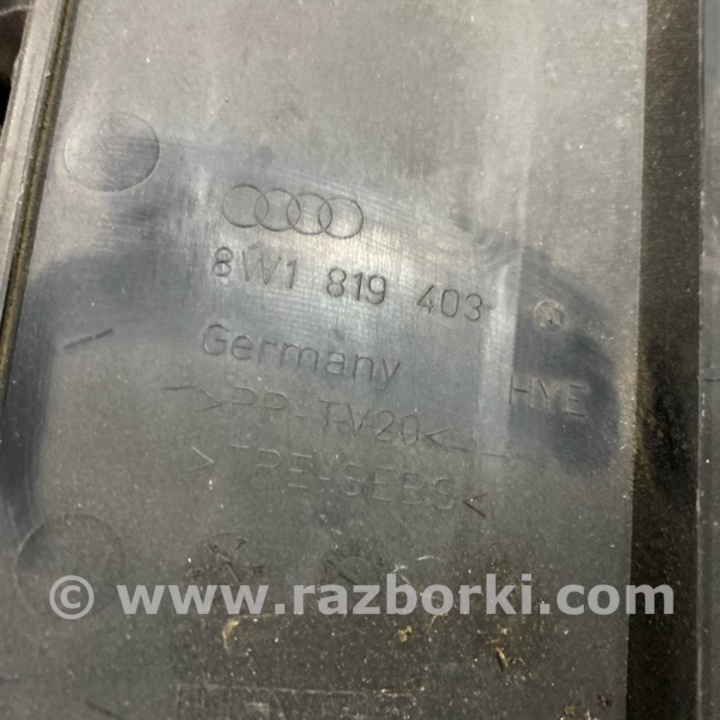 8W1 819 403
Germany
HYE
>PP-TV20<
>TPE-SEBS<
© www.razborki.com